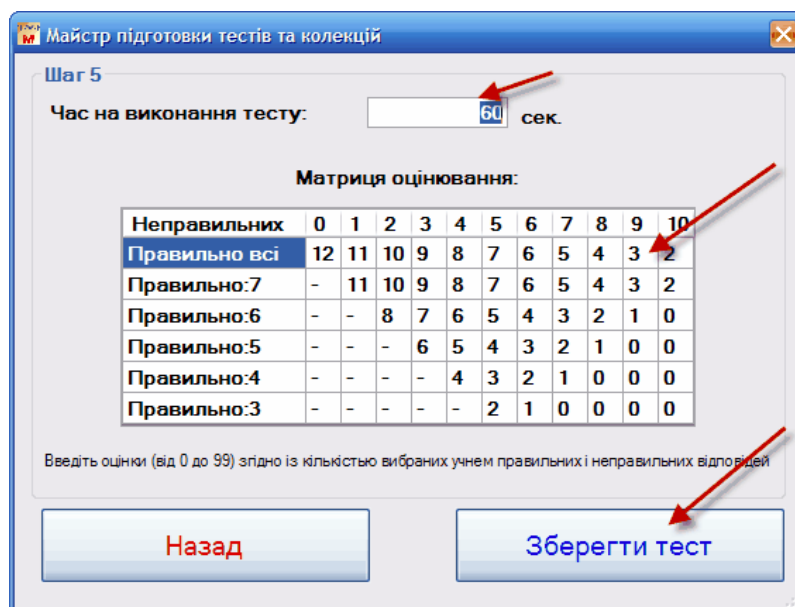 Майстр підготовки тестів та колекцій
Шаг 5
Час на виконання тесту: 60 сек.
Матриця оцінювання:
Неправильних 0 1 2 3 4 5 6 7 8 9 10
Правильно всі 12 11 10 9 8 7 6 5 4 3 2
Правильно:7 - 11 10 9 8 7 6 5 4 3 2
Правильно:6 - - 8 7 6 5 4 3 2 1 0
Правильно:5 - - - 6 5 4 3 2 1 0 0
Правильно:4 - - - - 4 3 2 1 0 0 0
Правильно:3 - - - - - 2 1 0 0 0 0
Введіть оцінки (від 0 до 99) згідно із кількістью вибраних учнем правильних і неправильних відповідей
Назад Зберегти тест